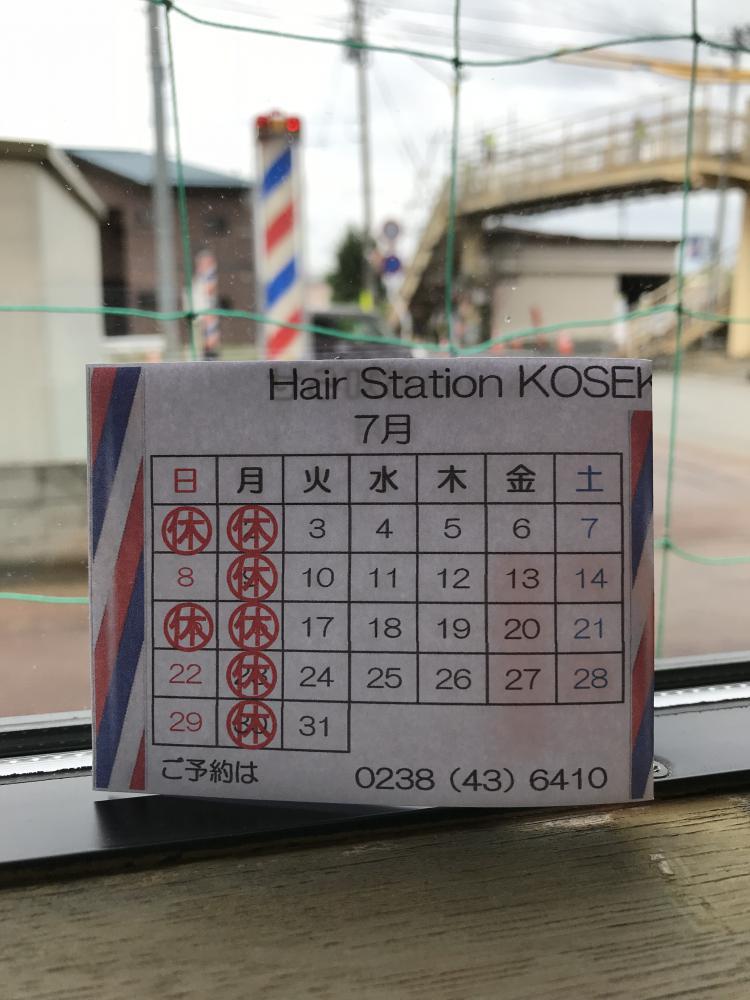 Hair Station KOSEK
7月
日 月 火 水 木 金 土
休 休 3 4 5 6 7
8 休 10 11 12 13 14
休 休 17 18 19 20 21
22 休 24 25 26 27 28
29 休 31
ご予約は 0238 (43) 6410